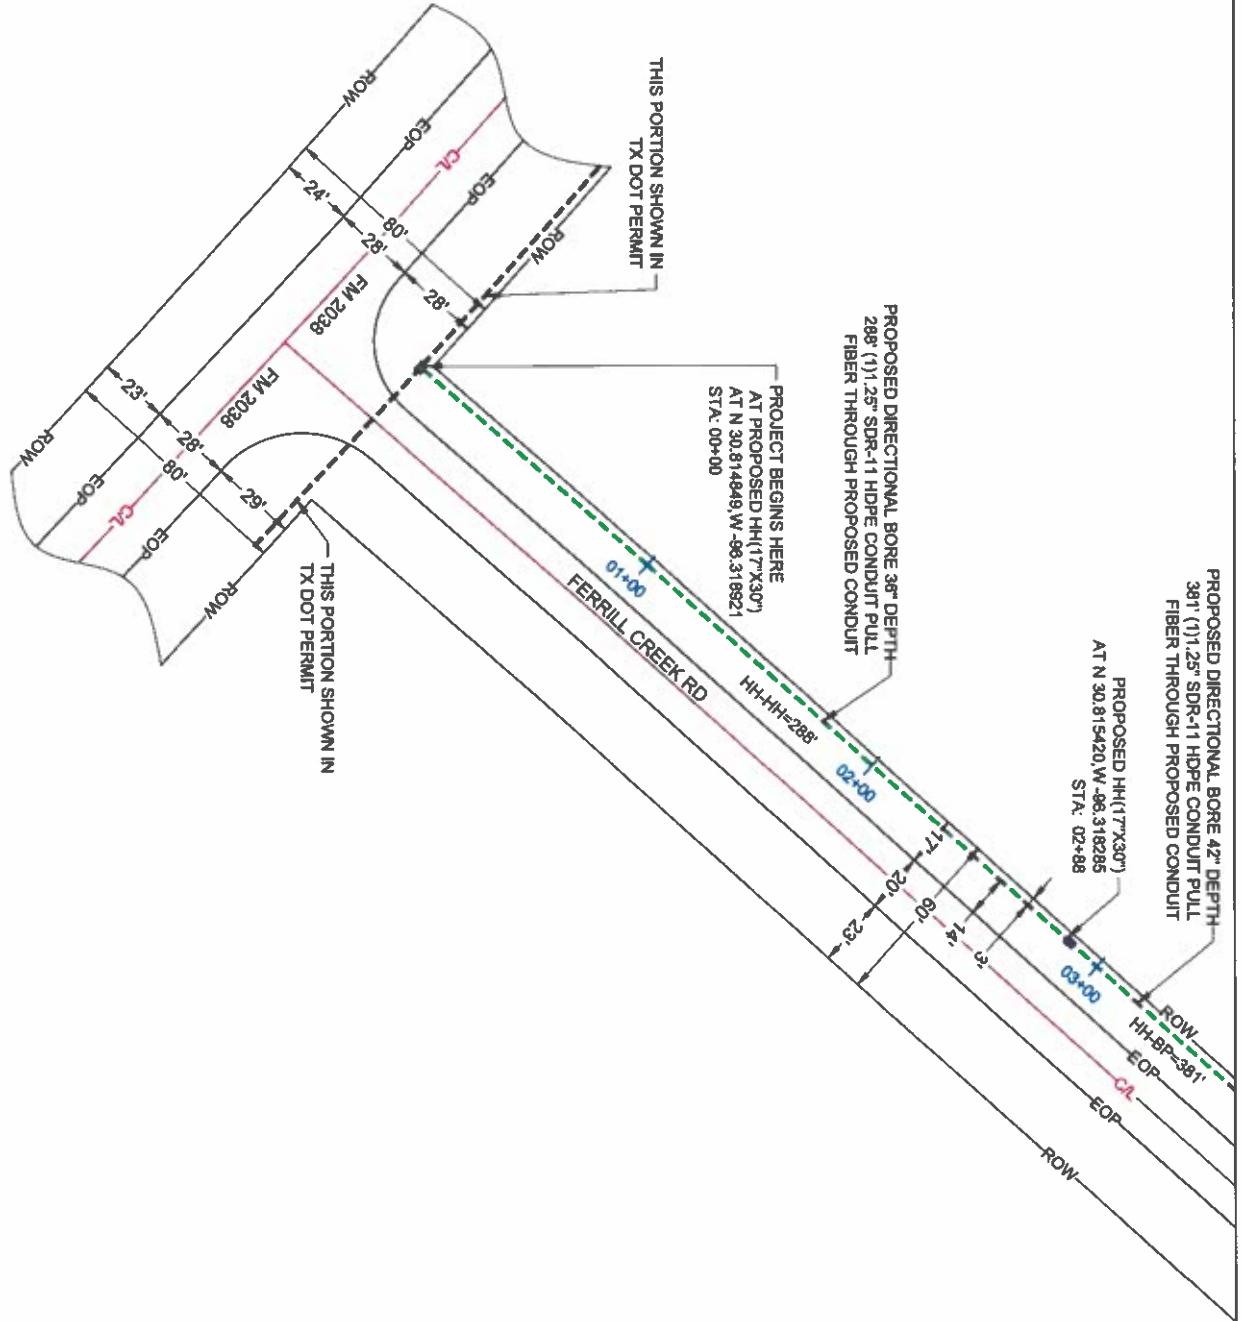 THIS PORTION SHOWN IN
TX DOT PERMIT
ROW
EOP
C/L
EOP
ROW
24'
28'
80'
28'
FM 2038
FM 2038
23'
28'
80'
29'
ROW
EOP
C/L
EOP
ROW
THIS PORTION SHOWN IN
TX DOT PERMIT
PROJECT BEGINS HERE
AT PROPOSED HH(17"X30")
AT N 30.814849,W -96.318921
STA: 00+00
PROPOSED DIRECTIONAL BORE 36" DEPTH
288' (1)1.25" SDR-11 HDPE CONDUIT PULL
FIBER THROUGH PROPOSED CONDUIT
01+00
FERRILL CREEK RD
HH-HH=288'
02+00
17'
20'
60'
23'
14'
3'
PROPOSED HH(17"X30")
AT N 30.815420,W -96.318285
STA: 02+88
PROPOSED DIRECTIONAL BORE 42" DEPTH
381' (1)1.25" SDR-11 HDPE CONDUIT PULL
FIBER THROUGH PROPOSED CONDUIT
03+00
ROW
HH-BP=381'
EOP
C/L
EOP
ROW